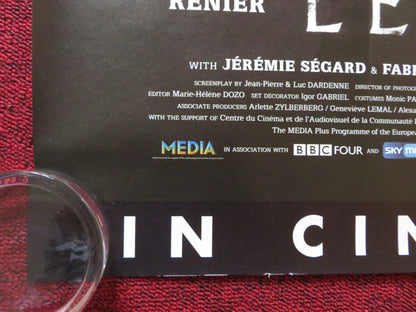 RENIER
WITH JÉRÉMIE SÉGARD & FAB
SCREENPLAY BY Jean-Pierre & Luc DARDENNE DIRECTOR OF PHOTOG
EDITOR Marie-Hélène DOZO SET DECORATOR Igor GABRIEL COSTUMES Monic PA
ASSOCIATE PRODUCERS Arlette ZYLBERBERG / Geneviève LEMAL / Alexa
WITH THE SUPPORT OF Centre du Cinéma et de l'Audiovisuel de la Communauté
The MEDIA Plus Programme of the Europea
MEDIA IN ASSOCIATION WITH BBC FOUR AND sky m
IN CIN